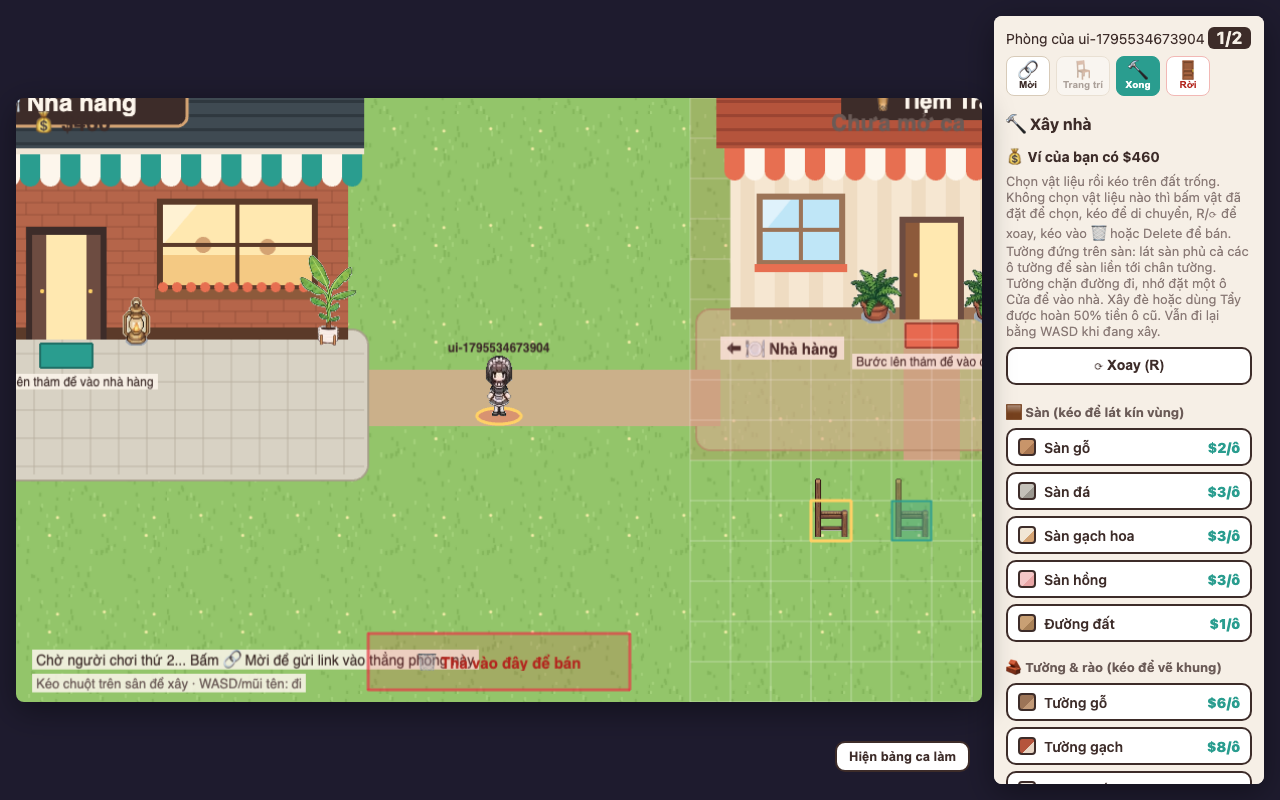 Nhà hàng
Chưa mở ca
ui-1795534673904
Nhà hàng
Bước lên thảm để vào
ên thảm để vào nhà hàng
Chờ người chơi thứ 2... Bấm Mời để gửi link vào thẳng phòng này.
Thả vào đây để bán
Kéo chuột trên sân để xây · WASD/mũi tên: đi
Hiện bảng ca làm
Phòng của ui-1795534673904 1/2
Mời
Trang trí
Xong
Rời
Xây nhà
Ví của bạn có $460
Chọn vật liệu rồi kéo trên đất trống.
Không chọn vật liệu nào thì bấm vật đã
đặt để chọn, kéo để di chuyển, R/⟳ để
xoay, kéo vào hoặc Delete để bán.
Tường đứng trên sàn: lát sàn phủ cả các
ô tường để sàn liền tới chân tường.
Tường chặn đường đi, nhớ đặt một ô
Cửa để vào nhà. Xây đè hoặc dùng Tẩy
được hoàn 50% tiền ô cũ. Vẫn đi lại
bằng WASD khi đang xây.
⟳ Xoay (R)
Sàn (kéo để lát kín vùng)
Sàn gỗ $2/ô
Sàn đá $3/ô
Sàn gạch hoa $3/ô
Sàn hồng $3/ô
Đường đất $1/ô
Tường & rào (kéo để vẽ khung)
Tường gỗ $6/ô
Tường gạch $8/ô